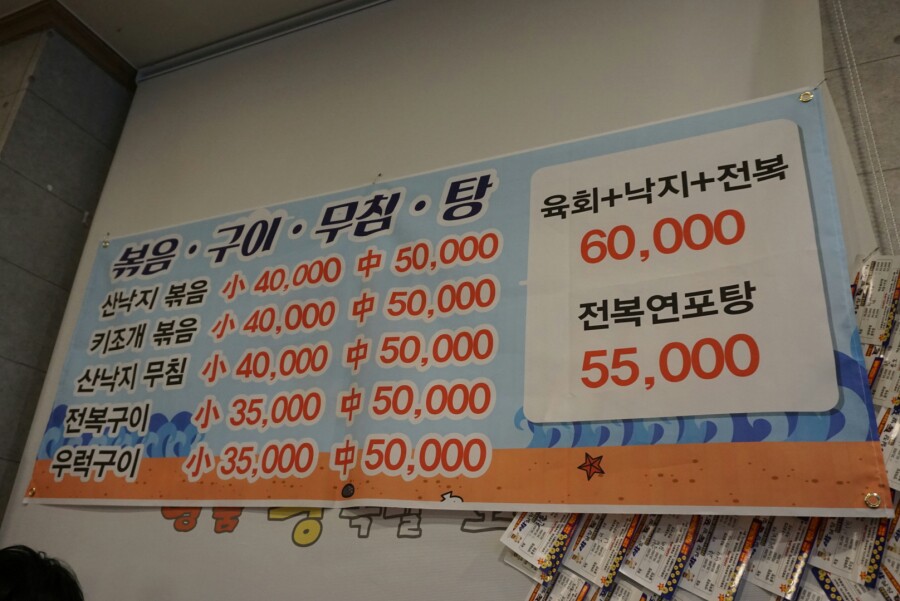 볶음·구이·무침·탕
산낙지 볶음 小 40,000 中 50,000
키조개 볶음 小 40,000 中 50,000
산낙지 무침 小 40,000 中 50,000
전복구이 小 35,000 中 50,000
우럭구이 小 35,000 中 50,000
육회+낙지+전복
60,000
전복연포탕
55,000